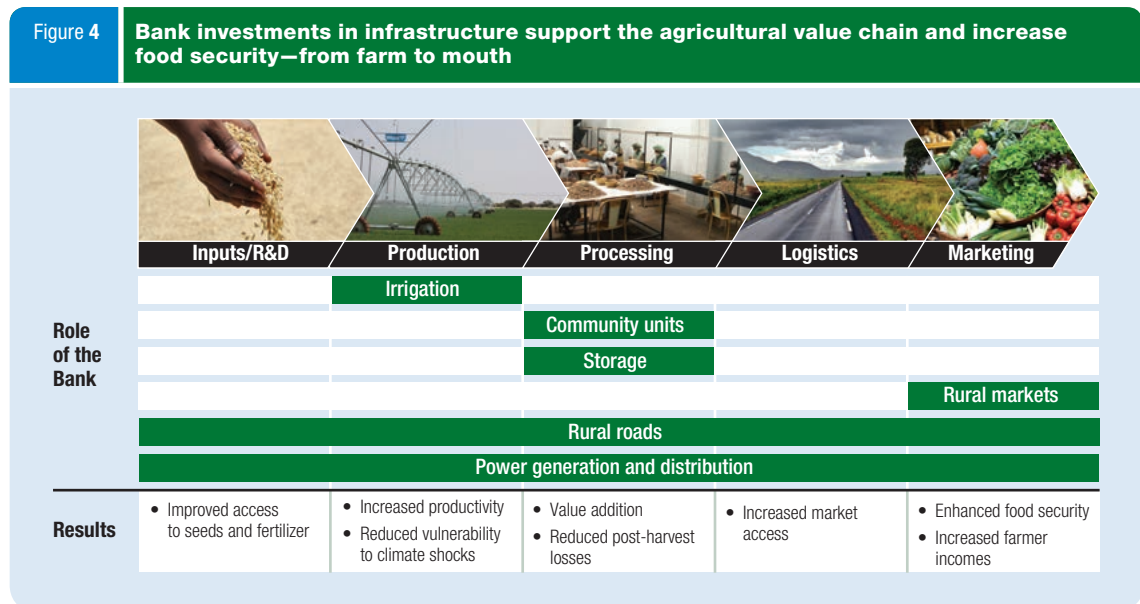 Figure 4
Bank investments in infrastructure support the agricultural value chain and increase
food security—from farm to mouth
Inputs/R&D
Production
Processing
Logistics
Marketing
Role
of the
Bank
Irrigation
Community units
Storage
Rural markets
Rural roads
Power generation and distribution
Results
• Improved access
to seeds and fertilizer
• Increased productivity
• Reduced vulnerability
to climate shocks
• Value addition
• Reduced post-harvest
losses
• Increased market
access
• Enhanced food security
• Increased farmer
incomes